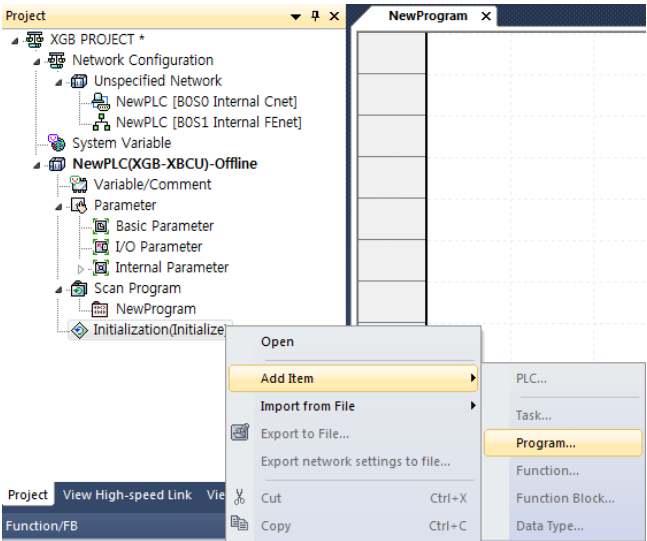 Project
NewProgram
XGB PROJECT *
Network Configuration
Unspecified Network
NewPLC [B0S0 Internal Cnet]
NewPLC [B0S1 Internal FEnet]
System Variable
NewPLC(XGB-XBCU)-Offline
Variable/Comment
Parameter
Basic Parameter
I/O Parameter
Internal Parameter
Scan Program
NewProgram
Initialization(Initialize)
Open
Add Item
Import from File
Export to File...
Export network settings to file...
Cut Ctrl+X
Copy Ctrl+C
PLC...
Task...
Program...
Function...
Function Block...
Data Type...
Project View High-speed Link Vie
Function/FB